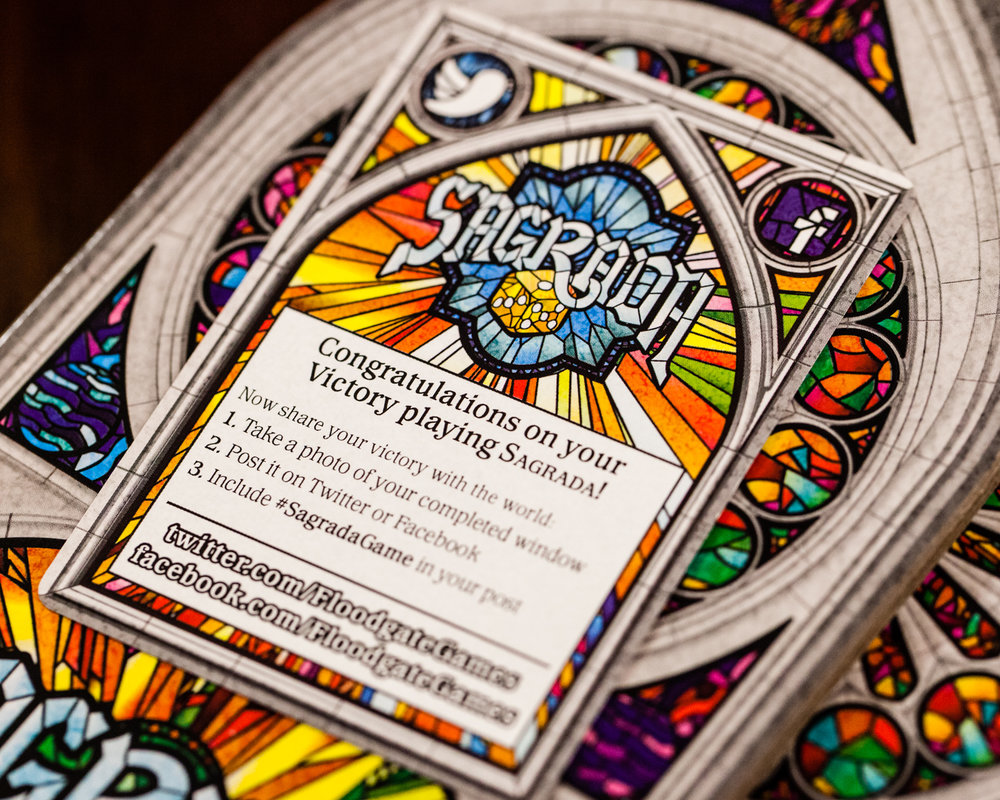 SAGRADA
Congratulations on your
Victory playing SAGRADA!
Now share your victory with the world:
1. Take a photo of your completed window
2. Post it on Twitter or Facebook
3. Include #SagradaGame in your post
twitter.com/FloodgateGames
facebook.com/FloodgateGames